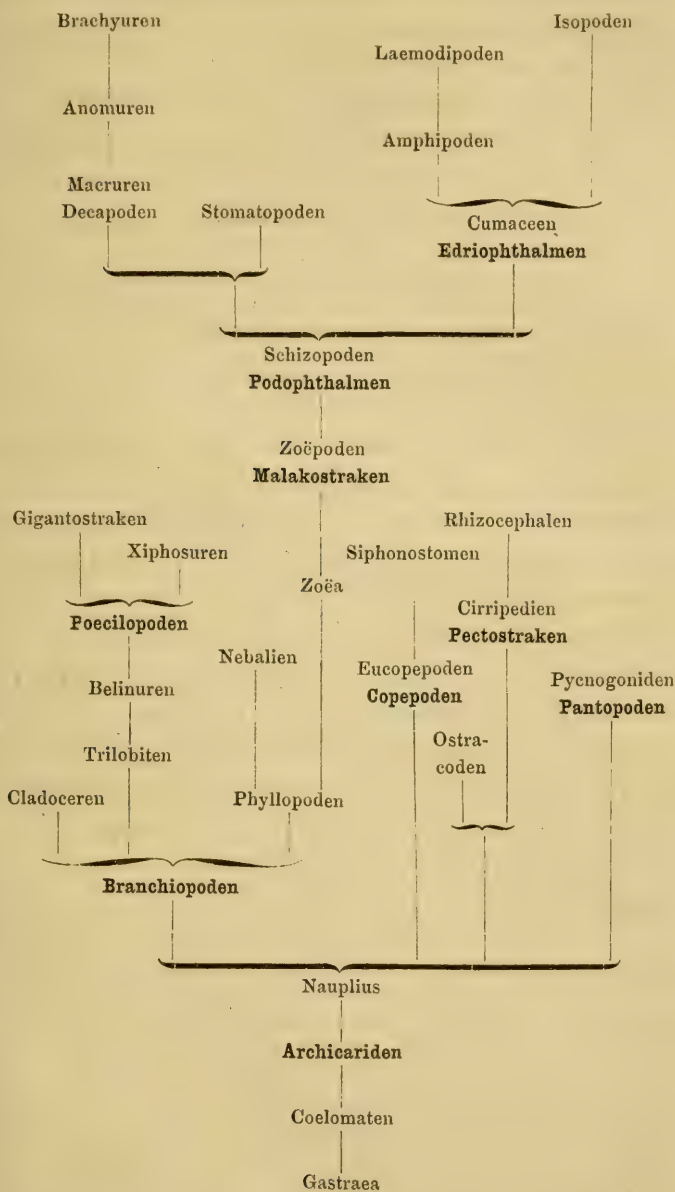 Brachyuren
Isopoden
Laemodipoden
Anomuren
Amphipoden
Macruren
Decapoden
Stomatopoden
Cumaceen
Edriophthalmen
Schizopoden
Podophthalmen
Zoëpoden
Malakostraken
Gigantostraken
Rhizocephalen
Xiphosuren
Siphonostomen
Zoëa
Cirripedien
Poecilopoden
Pectostraken
Nebalien
Eucopepoden
Pycnogoniden
Belinuren
Copepoden
Pantopoden
Ostra-
coden
Trilobiten
Cladoceren
Phyllopoden
Branchiopoden
Nauplius
Archicariden
Coelomaten
Gastraea